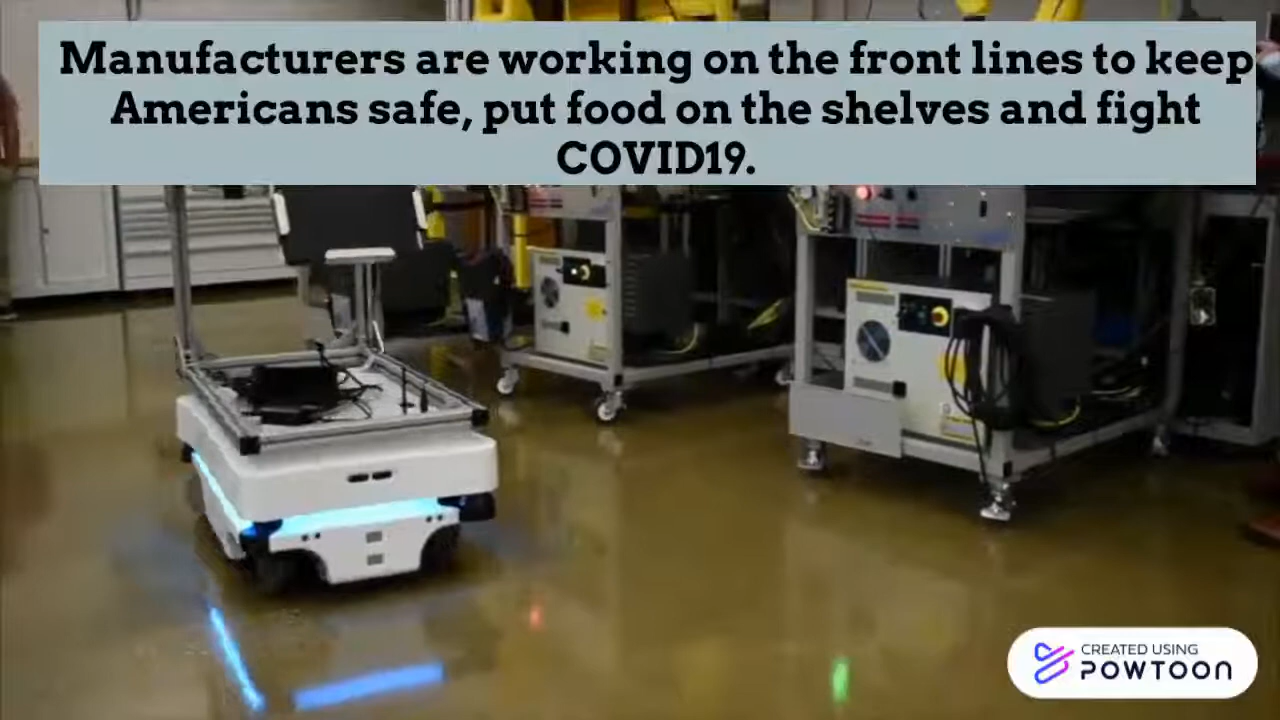 Manufacturers are working on the front lines to keep
Americans safe, put food on the shelves and fight
COVID19.
CREATED USING
POWTOON